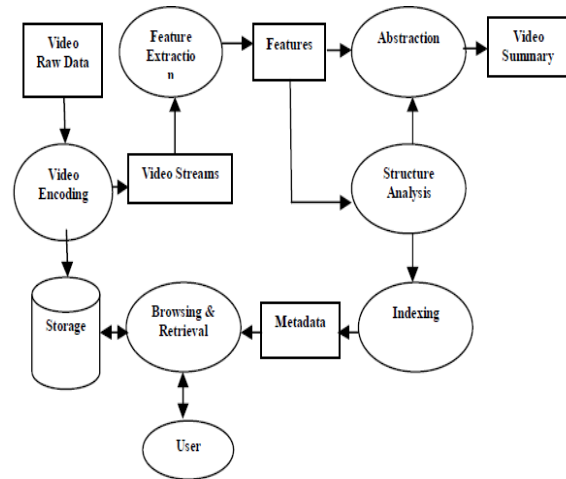 Video
Raw Data
Feature
Extractio
n
Features
Abstraction
Video
Summary
Video
Encoding
Video Streams
Structure
Analysis
Storage
Browsing &
Retrieval
Metadata
Indexing
User